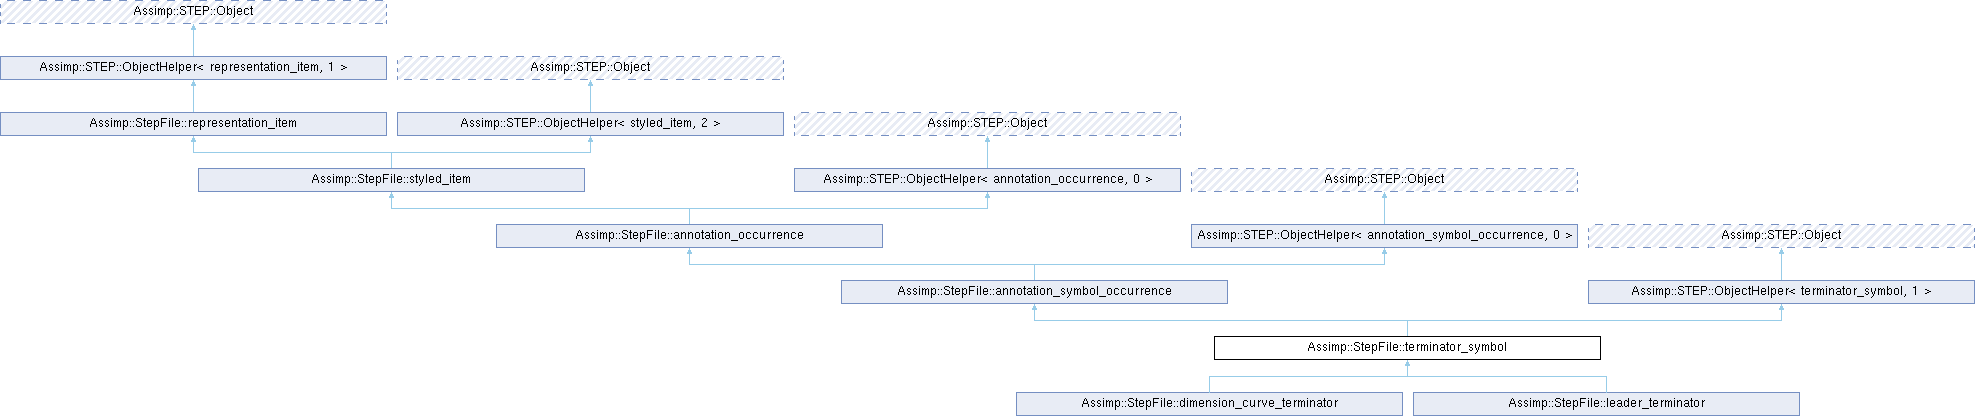 Assimp::STEP::Object
Assimp::STEP::ObjectHelper< representation_item, 1 >
Assimp::STEP::Object
Assimp::StepFile::representation_item
Assimp::STEP::ObjectHelper< styled_item, 2 >
Assimp::STEP::Object
Assimp::StepFile::styled_item
Assimp::STEP::ObjectHelper< annotation_occurrence, 0 >
Assimp::STEP::Object
Assimp::StepFile::annotation_occurrence
Assimp::STEP::ObjectHelper< annotation_symbol_occurrence, 0 >
Assimp::STEP::Object
Assimp::StepFile::annotation_symbol_occurrence
Assimp::STEP::ObjectHelper< terminator_symbol, 1 >
Assimp::StepFile::terminator_symbol
Assimp::StepFile::dimension_curve_terminator
Assimp::StepFile::leader_terminator